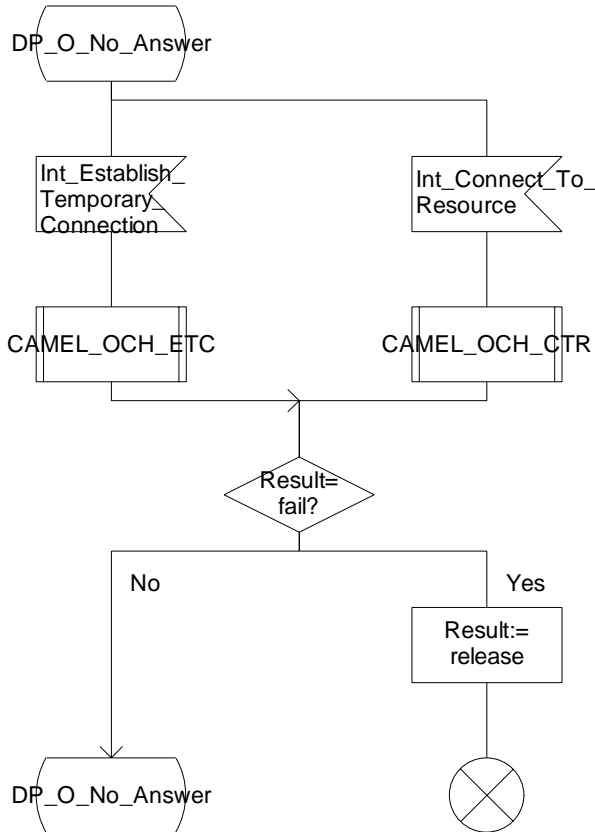 DP_O_No_Answer
Int_Establish_
Temporary_
Connection
Int_Connect_To_
Resource
CAMEL_OCH_ETC
CAMEL_OCH_CTR
Result=
fail?
No
Yes
Result:=
release
DP_O_No_Answer